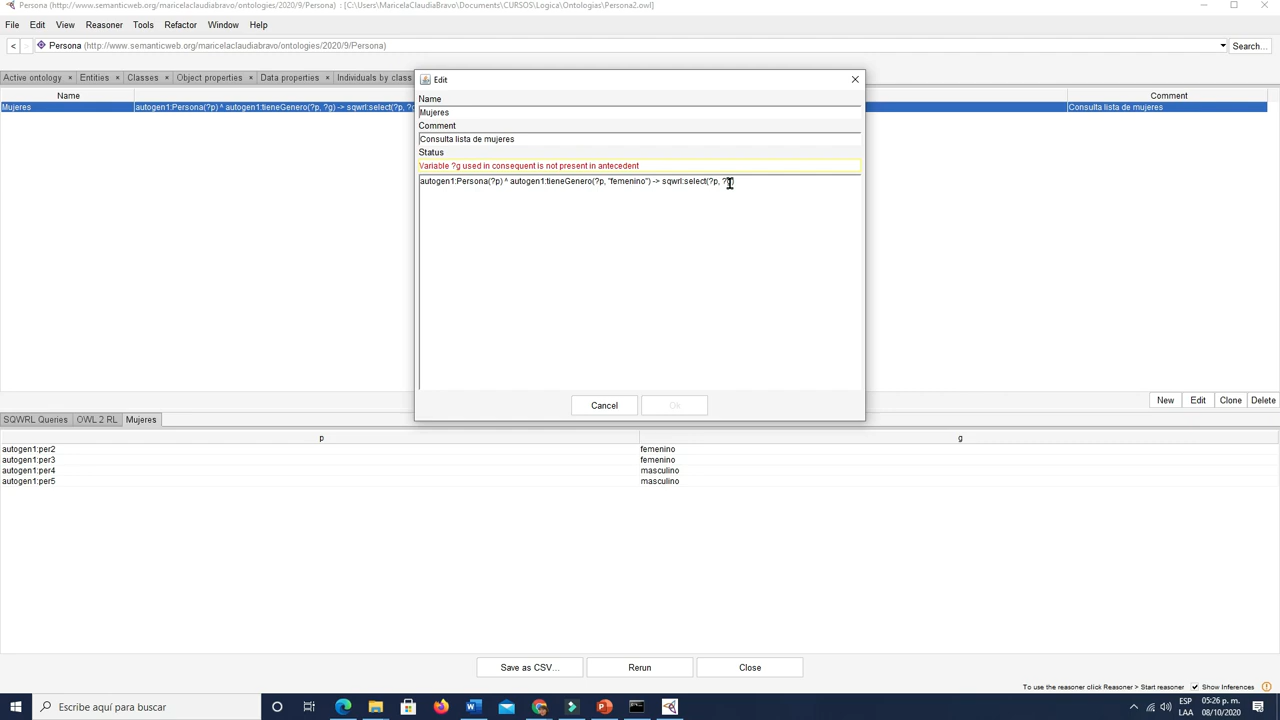 Persona (http://www.semanticweb.org/maricelaclaudiabravo/ontologies/2020/9/Persona) : [C:\Users\MaricelaClaudiaBravo\Documents\CURSOS\Logica\Ontologias\Persona2.owl]
File Edit View Reasoner Tools Refactor Window Help
< > Persona (http://www.semanticweb.org/maricelaclaudiabravo/ontologies/2020/9/Persona) Search...
Active ontology × Entities × Classes × Object properties × Data properties × Individuals by class
Name Comment
Mujeres autogen1:Persona(?p) ^ autogen1:tieneGenero(?p, ?g) -> sqwrl:select(?p, ?g Consulta lista de mujeres
Edit
Name
Mujeres
Comment
Consulta lista de mujeres
Status
Variable ?g used in consequent is not present in antecedent
autogen1:Persona(?p) ^ autogen1:tieneGenero(?p, "femenino") -> sqwrl:select(?p, ?g)
Cancel Ok
New Edit Clone Delete
SQWRL Queries OWL 2 RL Mujeres
p g
autogen1:per2 femenino
autogen1:per3 femenino
autogen1:per4 masculino
autogen1:per5 masculino
Save as CSV... Rerun Close
To use the reasoner click Reasoner > Start reasoner Show Inferences
Escribe aquí para buscar
ESP 05:26 p. m.
LAA 08/10/2020